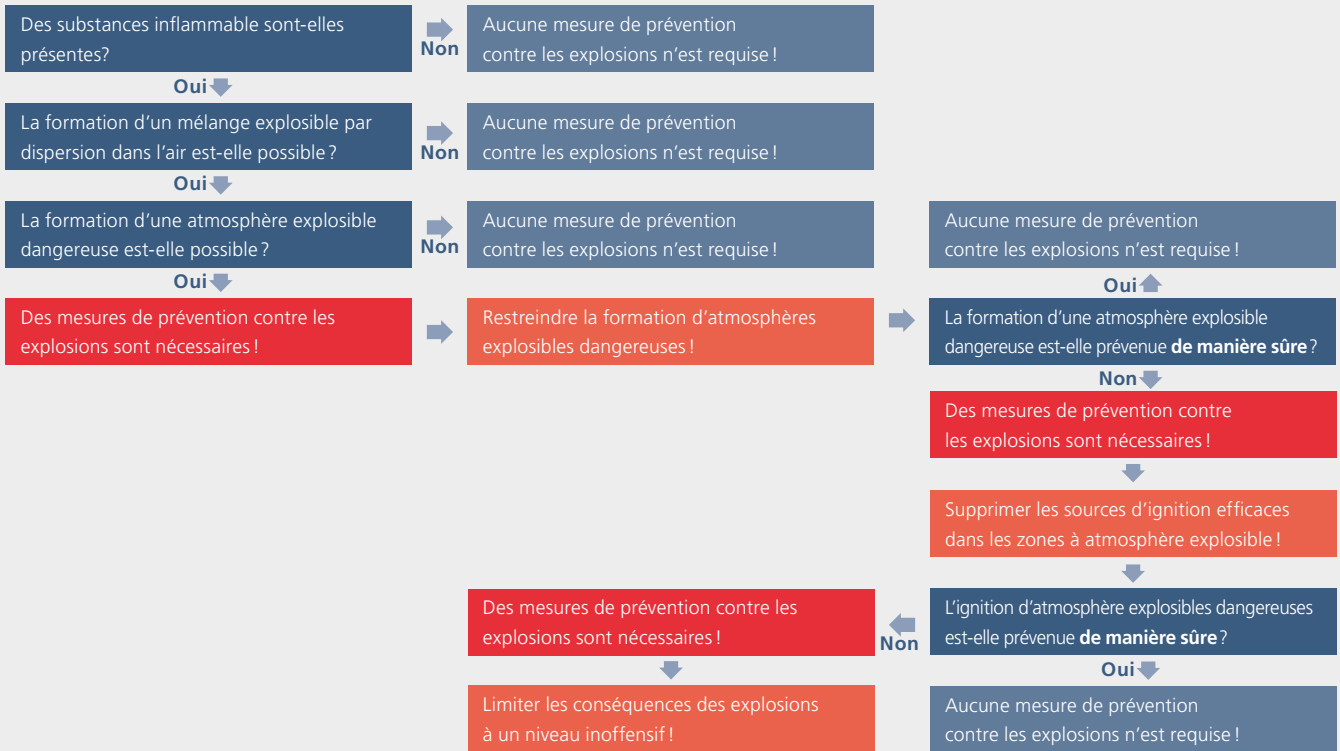 Des substances inflammable sont-elles
présentes?
Non
Aucune mesure de prévention
contre les explosions n'est requise !
Oui
La formation d'un mélange explosible par
dispersion dans l'air est-elle possible ?
Non
Aucune mesure de prévention
contre les explosions n'est requise !
Oui
La formation d'une atmosphère explosible
dangereuse est-elle possible ?
Non
Aucune mesure de prévention
contre les explosions n'est requise !
Oui
Des mesures de prévention contre les
explosions sont nécessaires !
Restreindre la formation d'atmosphères
explosibles dangereuses !
La formation d'une atmosphère explosible
dangereuse est-elle prévenue de manière sûre ?
Oui
Aucune mesure de prévention
contre les explosions n'est requise !
Non
Des mesures de prévention contre
les explosions sont nécessaires !
Supprimer les sources d'ignition efficaces
dans les zones à atmosphère explosible !
L'ignition d'atmosphère explosibles dangereuses
est-elle prévenue de manière sûre ?
Non
Des mesures de prévention contre les
explosions sont nécessaires !
Limiter les conséquences des explosions
à un niveau inoffensif !
Oui
Aucune mesure de prévention
contre les explosions n'est requise !